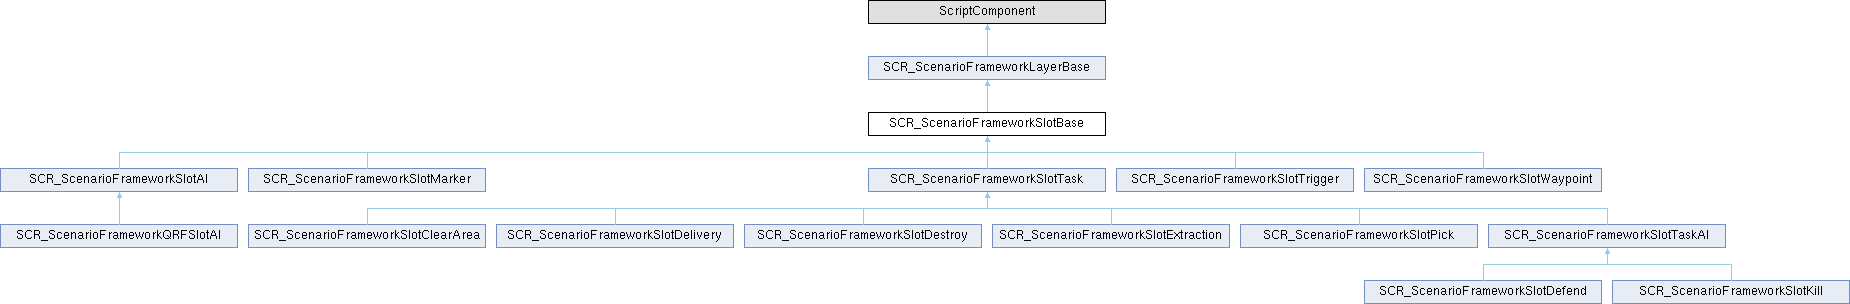 ScriptComponent
SCR_ScenarioFrameworkLayerBase
SCR_ScenarioFrameworkSlotBase
SCR_ScenarioFrameworkSlotAI
SCR_ScenarioFrameworkSlotMarker
SCR_ScenarioFrameworkSlotTask
SCR_ScenarioFrameworkSlotTrigger
SCR_ScenarioFrameworkSlotWaypoint
SCR_ScenarioFrameworkQRFSlotAI
SCR_ScenarioFrameworkSlotClearArea
SCR_ScenarioFrameworkSlotDelivery
SCR_ScenarioFrameworkSlotDestroy
SCR_ScenarioFrameworkSlotExtraction
SCR_ScenarioFrameworkSlotPick
SCR_ScenarioFrameworkSlotTaskAI
SCR_ScenarioFrameworkSlotDefend
SCR_ScenarioFrameworkSlotKill